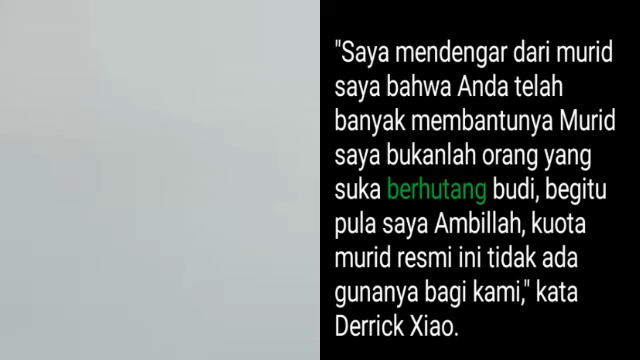 "Saya mendengar dari murid
saya bahwa Anda telah
banyak membantunya Murid
saya bukanlah orang yang
suka berhutang budi, begitu
pula saya Ambillah, kuota
murid resmi ini tidak ada
gunanya bagi kami," kata
Derrick Xiao.